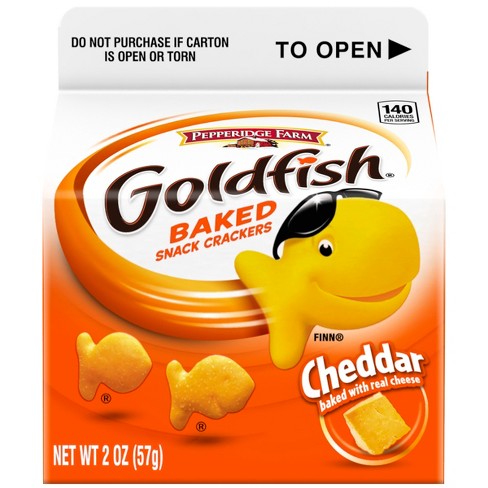 DO NOT PURCHASE IF CARTON
IS OPEN OR TORN
TO OPEN
140
CALORIES
PER SERVING
PEPPERIDGE FARM
Goldfish®
BAKED
SNACK CRACKERS
FINN®
Cheddar
baked with real cheese
®
®
NET WT 2 OZ (57g)